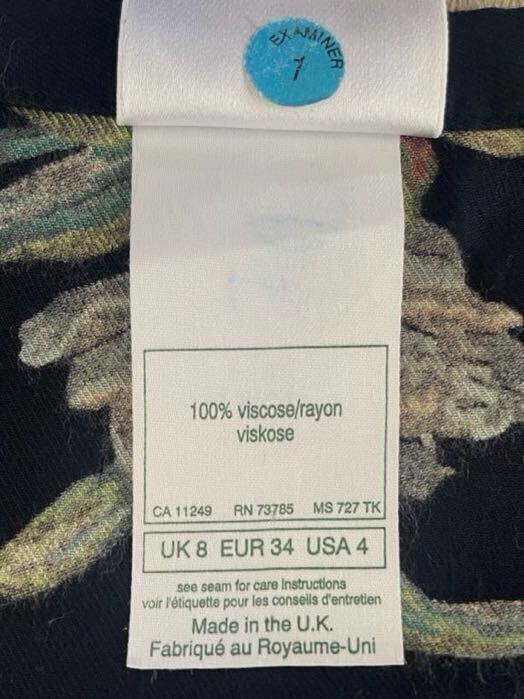 EXAMINER
1
100% viscose/rayon
viskose
CA 11249 RN 73785 MS 727 TK
UK 8 EUR 34 USA 4
see seam for care instructions
voir l'étiquette pour les conseils d'entretien
Made in the U.K.
Fabriqué au Royaume-Uni